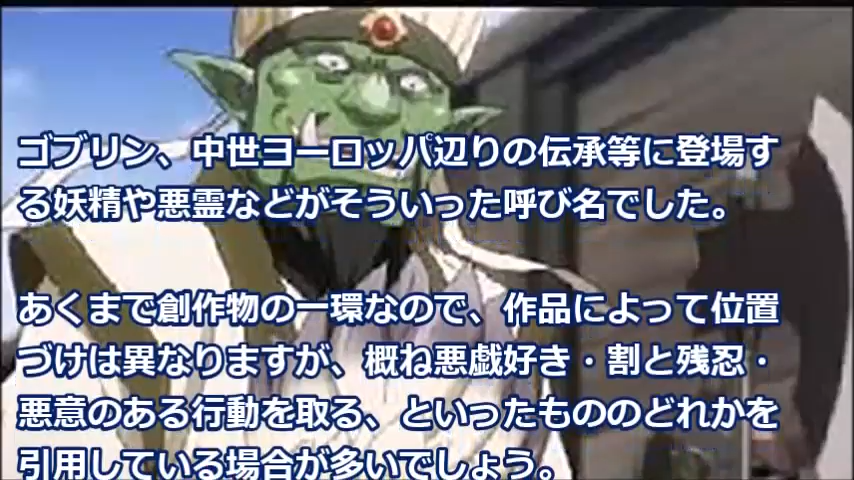 ゴブリン、中世ヨーロッパ辺りの伝承等に登場す
る妖精や悪霊などがそういった呼び名でした。
あくまで創作物の一環なので、作品によって位置
づけは異なりますが、概ね悪戯好き・割と残忍・
悪意のある行動を取る、といったもののどれかを
引用している場合が多いでしょう。